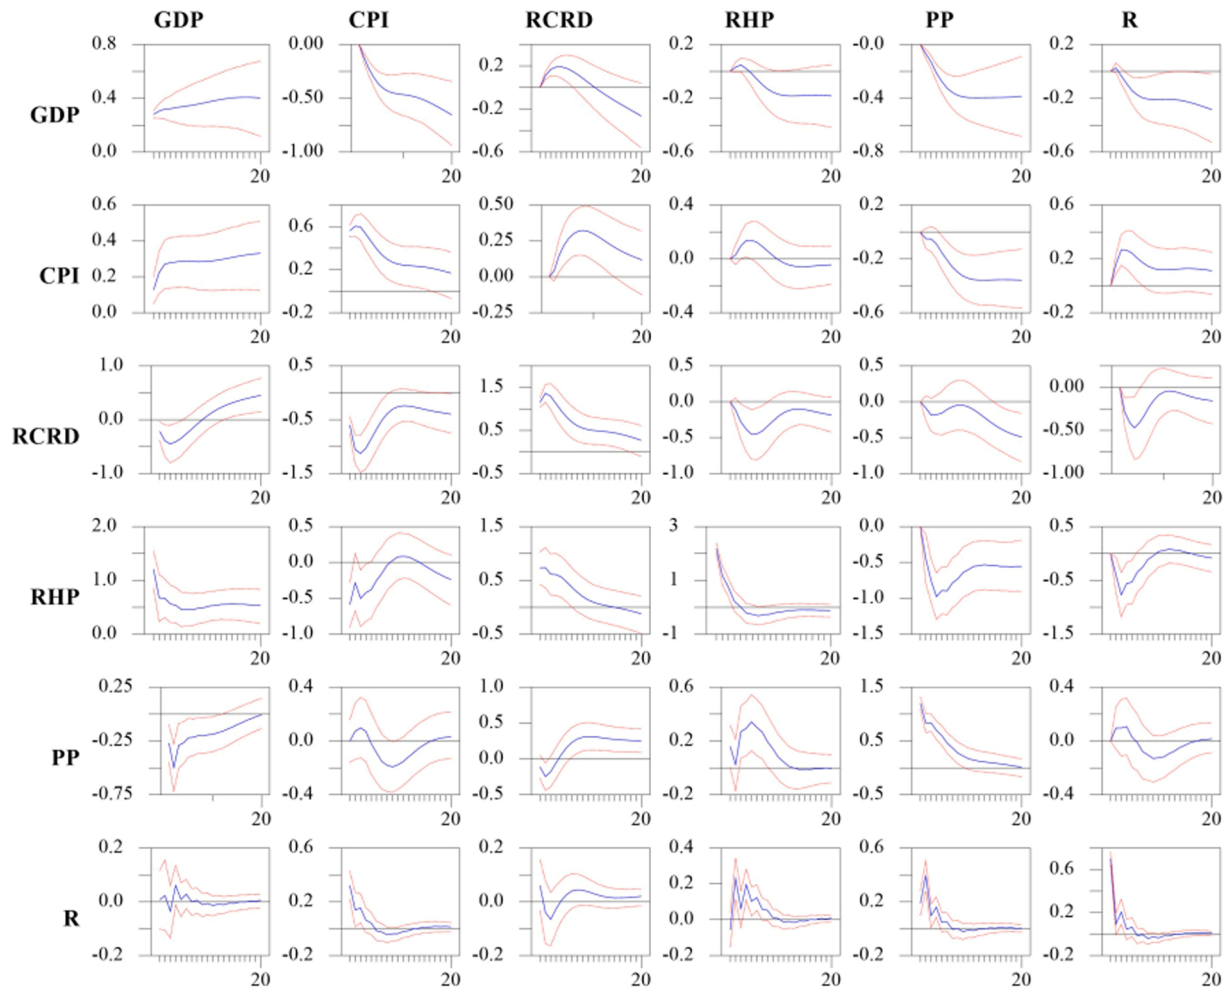 GDP CPI RCRD RHP PP R
0.8 0.00 0.2 -0.0 0.2
0.2
GDP 0.4 -0.50 -0.2 -0.2 -0.4 -0.2
0.0 -1.00 -0.6 -0.6 -0.8 -0.6
20 20 20 20 20 20
0.6 0.50 0.4 0.2 0.6
0.6
0.4 0.25
0.0 -0.2 0.2
CPI 0.2 0.2 0.00
0.0 -0.2 -0.25 -0.4 -0.6 -0.2
20 20 20 20 20 20
1.0 0.5 0.5 0.5
1.5 0.00
0.0 0.0
0.0 -0.5
RCRD 0.5 -0.5 -0.5 -0.50
-1.0 -1.5 -0.5 -1.0 -1.0 -1.00
20 20 20 20 20 20
2.0 0.5 1.5 3 0.0 0.5
0.0 -0.5
1.0 0.5 1 -0.5
RHP -0.5 -1.0
0.0 -1.0 -0.5 -1 -1.5 -1.5
20 20 20 20 20 20
0.25 0.4 1.0 0.6 1.5 0.4
0.5
-0.25 0.0 0.2 0.5 0.0
PP 0.0
-0.75 -0.4 -0.5 -0.2 -0.5 -0.4
20 20 20 20 20 20
0.2 0.6 0.2 0.4 0.6
0.6
0.2
0.0 0.2 0.0 0.2
R 0.0 0.2
-0.2 -0.2 -0.2 -0.2 -0.2 -0.2
20 20 20 20 20 20